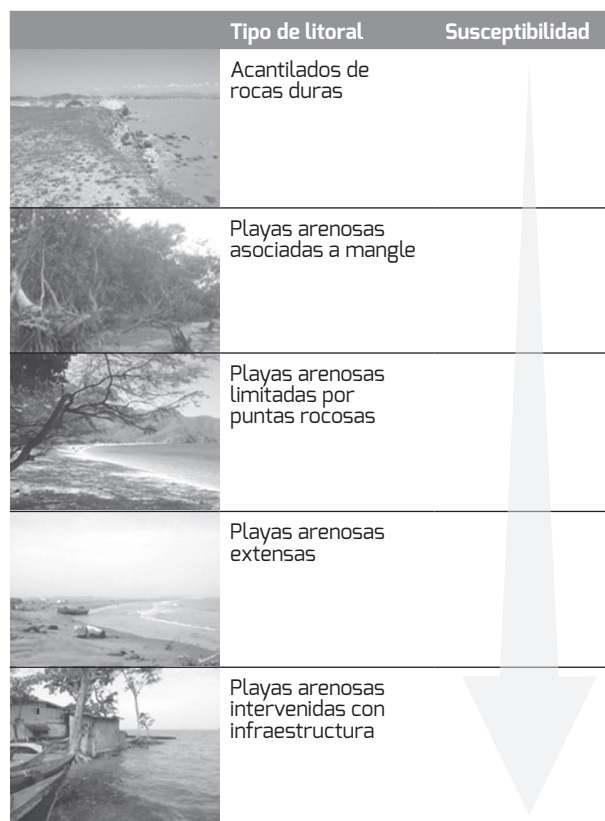 Tipo de litoral Susceptibilidad
Acantilados de
rocas duras
Playas arenosas
asociadas a mangle
Playas arenosas
limitadas por
puntas rocosas
Playas arenosas
extensas
Playas arenosas
intervenidas con
infraestructura